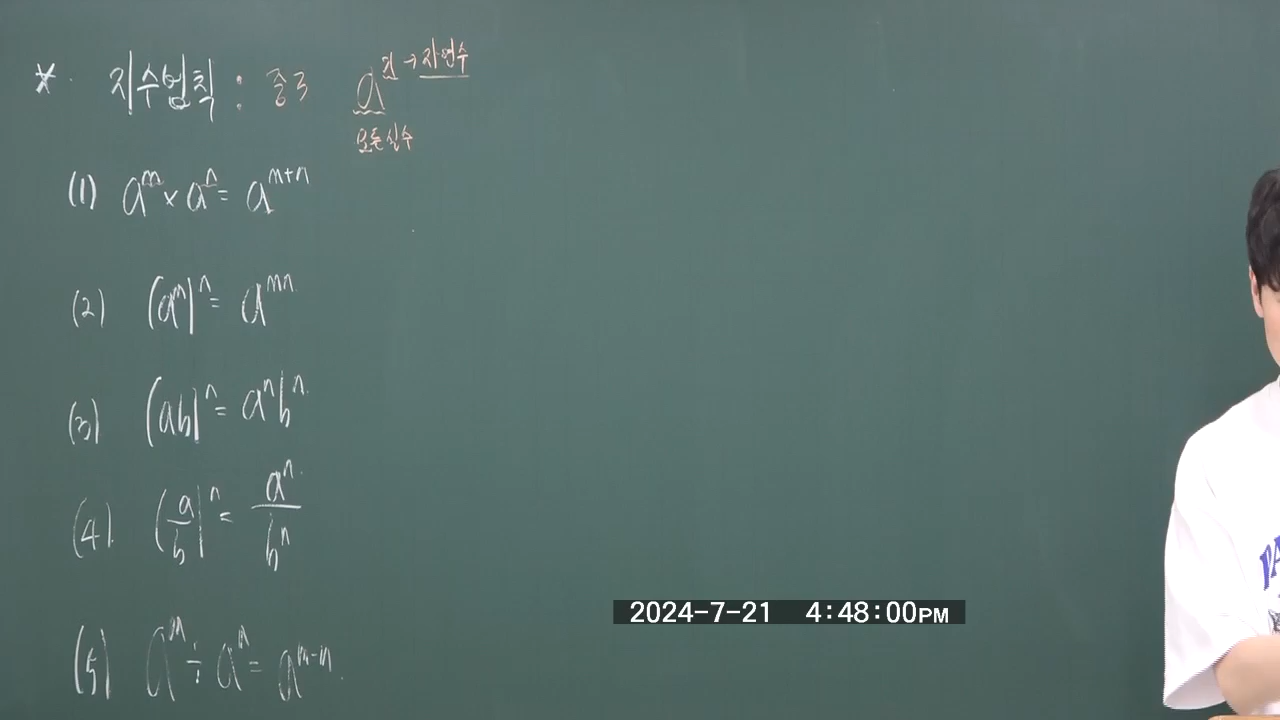 * 지수법칙 : 중3 a^진 → 자연수
모든 실수
(1) a^m × a^n = a^{m+n}
(2) (a^m)^n = a^{mn}
(3) (ab)^n = a^n b^n
(4) (a/b)^n = a^n/b^n
(5) a^m ÷ a^n = a^{m-n}
2024-7-21 4:48:00PM